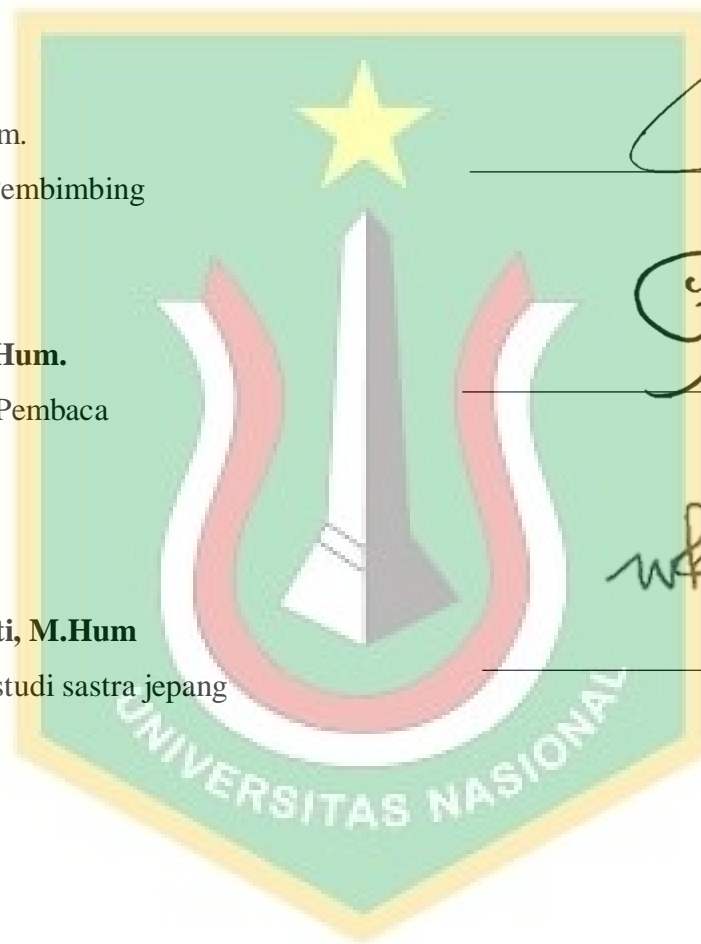 m.
embimbing
Hum.
Pembaca
ti, M.Hum
studi sastra jepang
UNIVERSITAS NASIONAL